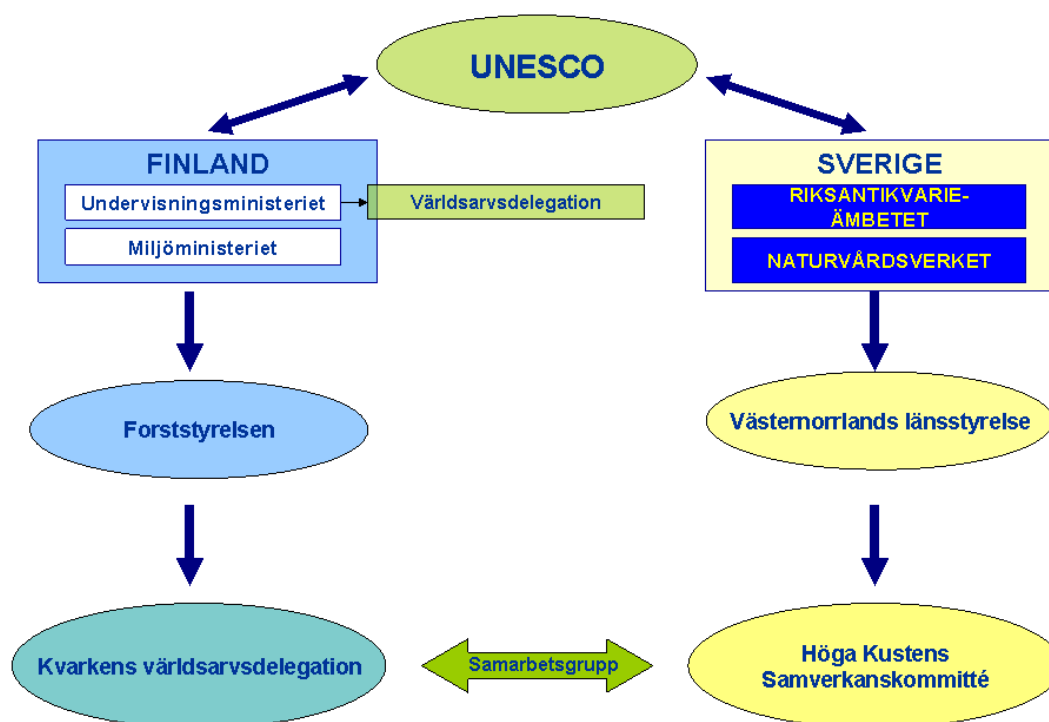 UNESCO
FINLAND
Undervisningsministeriet
Miljöministeriet
Världsarvsdelegation
SVERIGE
RIKSANTIKVARIE-
ÄMBETET
NATURVÅRDSVERKET
Forststyrelsen
Västernorrlands länsstyrelse
Kvarkens världsarvsdelegation
Samarbetsgrupp
Höga Kustens
Samverkanskommitté